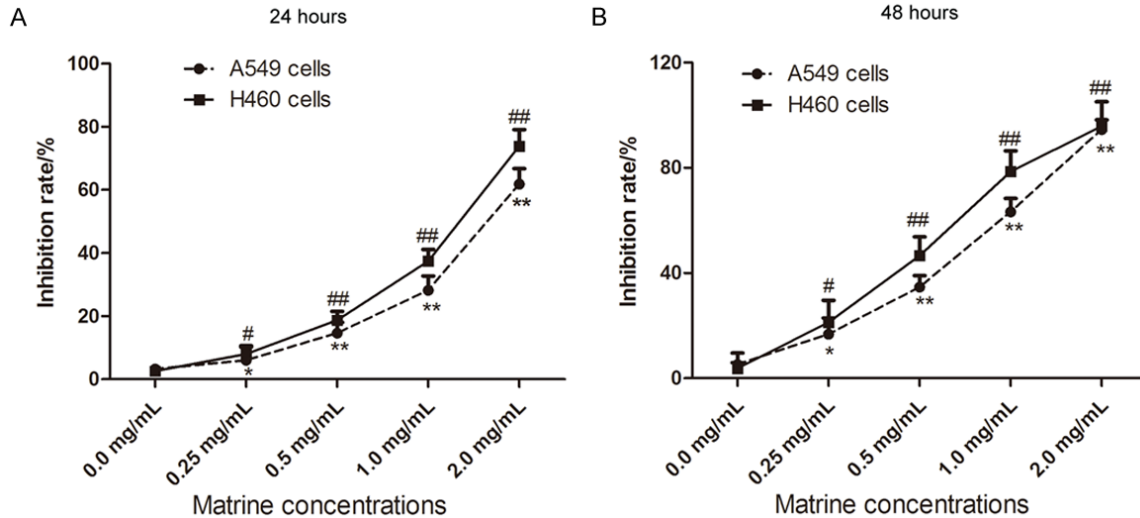 A
24 hours
A549 cells
H460 cells
Inhibition rate/%
100
80
60
40
20
0
#
##
##
##
*
**
**
**
0.0 mg/mL
0.25 mg/mL
0.5 mg/mL
1.0 mg/mL
2.0 mg/mL
Matrine concentrations
B
48 hours
A549 cells
H460 cells
Inhibition rate/%
120
80
40
0
#
##
##
##
*
**
**
**
0.0 mg/mL
0.25 mg/mL
0.5 mg/mL
1.0 mg/mL
2.0 mg/mL
Matrine concentrations